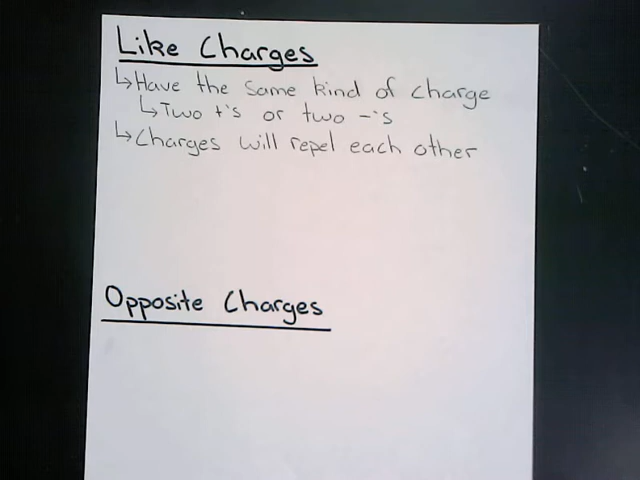 Like Charges
↳Have the same kind of charge
↳Two +'s or two -'s
↳Charges will repel each other
Opposite Charges